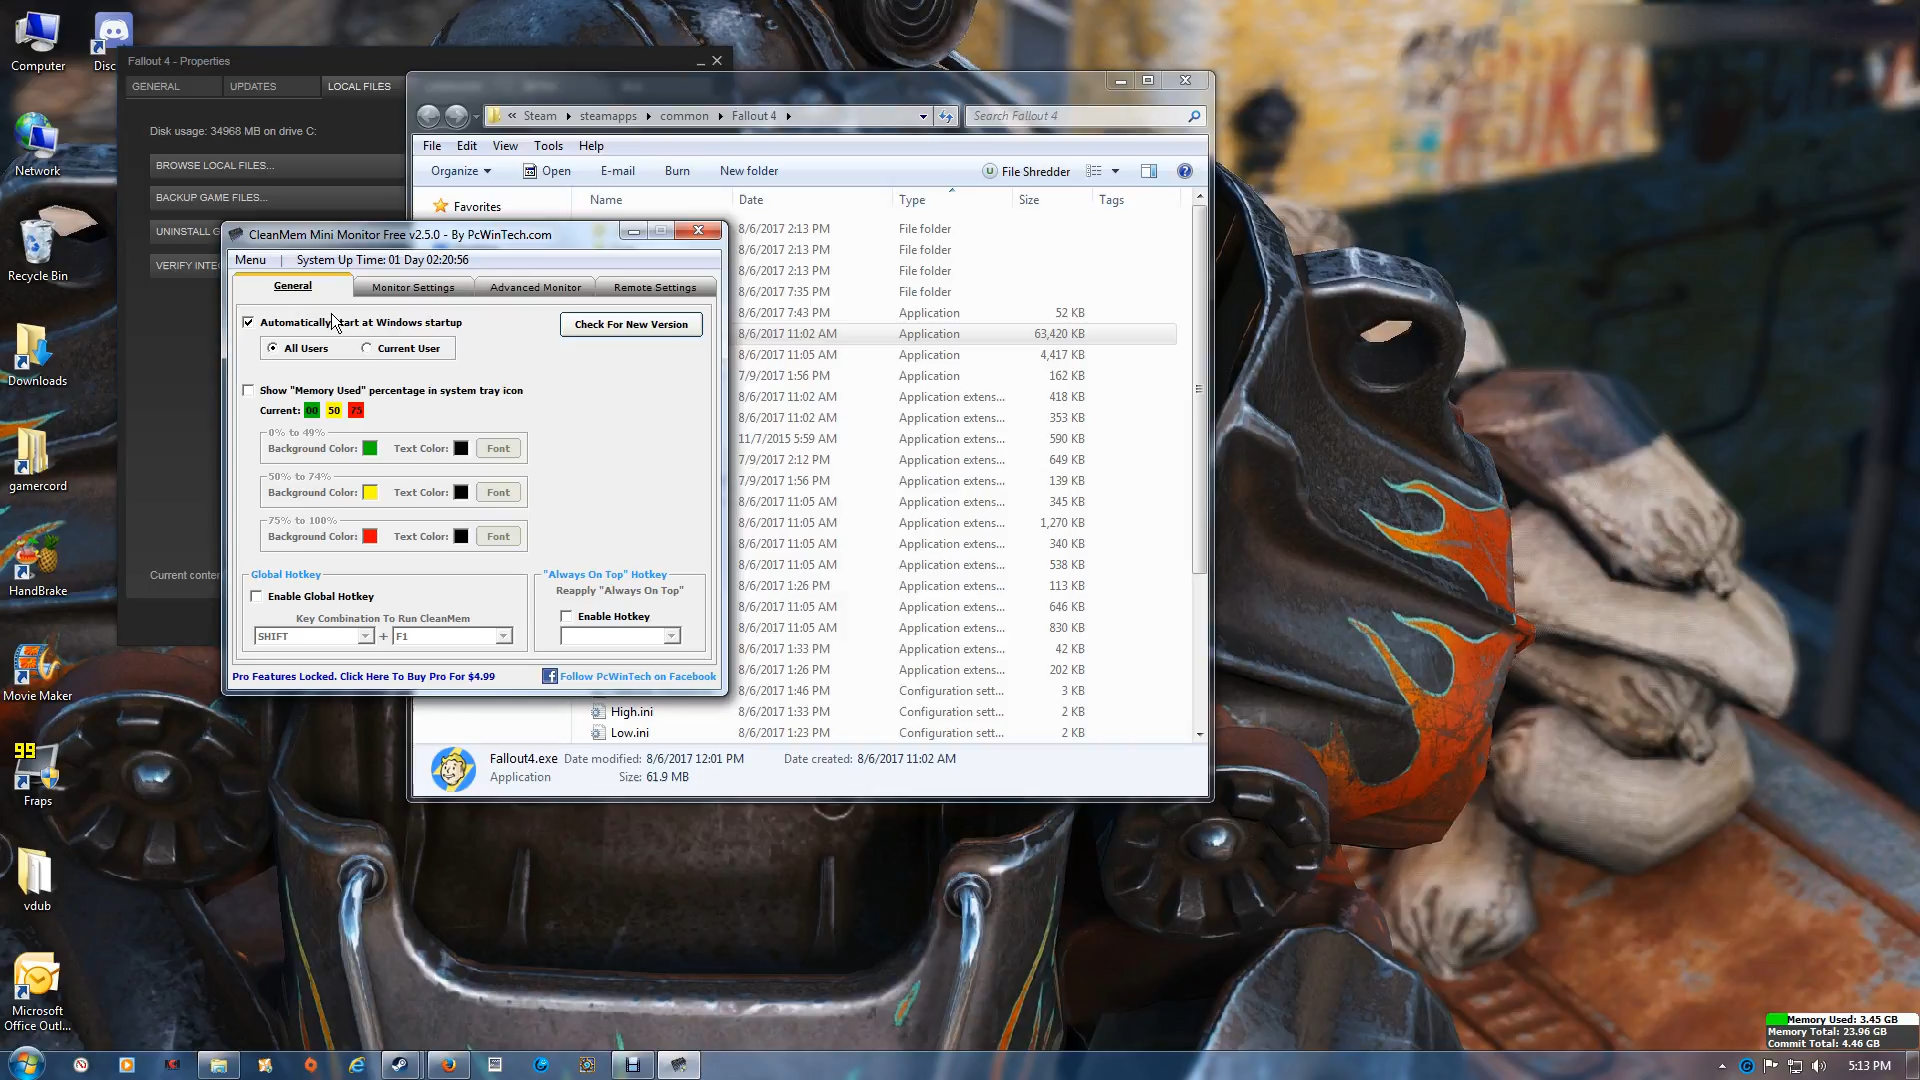 Computer
Disc
Network
Recycle Bin
Downloads
gamercord
HandBrake
Movie Maker
99
Fraps
vdub
Microsoft
Office Outl...
Fallout 4 - Properties
GENERAL
UPDATES
LOCAL FILES
Disk usage: 34968 MB on drive C:
BROWSE LOCAL FILES...
BACKUP GAME FILES...
UNINSTALL G
VERIFY INTE
Current conten
« Steam steamapps common Fallout 4
Search Fallout 4
File Edit View Tools Help
Organize Open E-mail Burn New folder File Shredder
Favorites
Name Date Type Size Tags
8/6/2017 2:13 PM File folder
8/6/2017 2:13 PM File folder
8/6/2017 2:13 PM File folder
8/6/2017 7:35 PM File folder
8/6/2017 7:43 PM Application 52 KB
8/6/2017 11:02 AM Application 63,420 KB
8/6/2017 11:05 AM Application 4,417 KB
7/9/2017 1:56 PM Application 162 KB
8/6/2017 11:02 AM Application extens... 418 KB
8/6/2017 11:02 AM Application extens... 353 KB
11/7/2015 5:59 AM Application extens... 590 KB
7/9/2017 2:12 PM Application extens... 649 KB
7/9/2017 1:56 PM Application extens... 139 KB
8/6/2017 11:05 AM Application extens... 345 KB
8/6/2017 11:05 AM Application extens... 1,270 KB
8/6/2017 11:05 AM Application extens... 340 KB
8/6/2017 11:05 AM Application extens... 538 KB
8/6/2017 1:26 PM Application extens... 113 KB
8/6/2017 11:05 AM Application extens... 646 KB
8/6/2017 11:05 AM Application extens... 830 KB
8/6/2017 1:33 PM Application extens... 42 KB
8/6/2017 1:26 PM Application extens... 202 KB
8/6/2017 1:46 PM Configuration sett... 3 KB
High.ini 8/6/2017 1:33 PM Configuration sett... 2 KB
Low.ini 8/6/2017 1:23 PM Configuration sett... 2 KB
Fallout4.exe Date modified: 8/6/2017 12:01 PM Date created: 8/6/2017 11:02 AM
Application Size: 61.9 MB
CleanMem Mini Monitor Free v2.5.0 - By PcWinTech.com
Menu | System Up Time: 01 Day 02:20:56
General Monitor Settings Advanced Monitor Remote Settings
Automatically start at Windows startup
Check For New Version
All Users Current User
Show "Memory Used" percentage in system tray icon
Current: 00 50 75
0% to 49%
Background Color: Text Color: Font
50% to 74%
Background Color: Text Color: Font
75% to 100%
Background Color: Text Color: Font
Global Hotkey
Enable Global Hotkey
Key Combination To Run CleanMem
SHIFT + F1
"Always On Top" Hotkey
Reapply "Always On Top"
Enable Hotkey
Pro Features Locked. Click Here To Buy Pro For $4.99
Follow PcWinTech on Facebook
Memory Used: 3.45 GB
Memory Total: 23.96 GB
Commit Total: 4.46 GB
5:13 PM